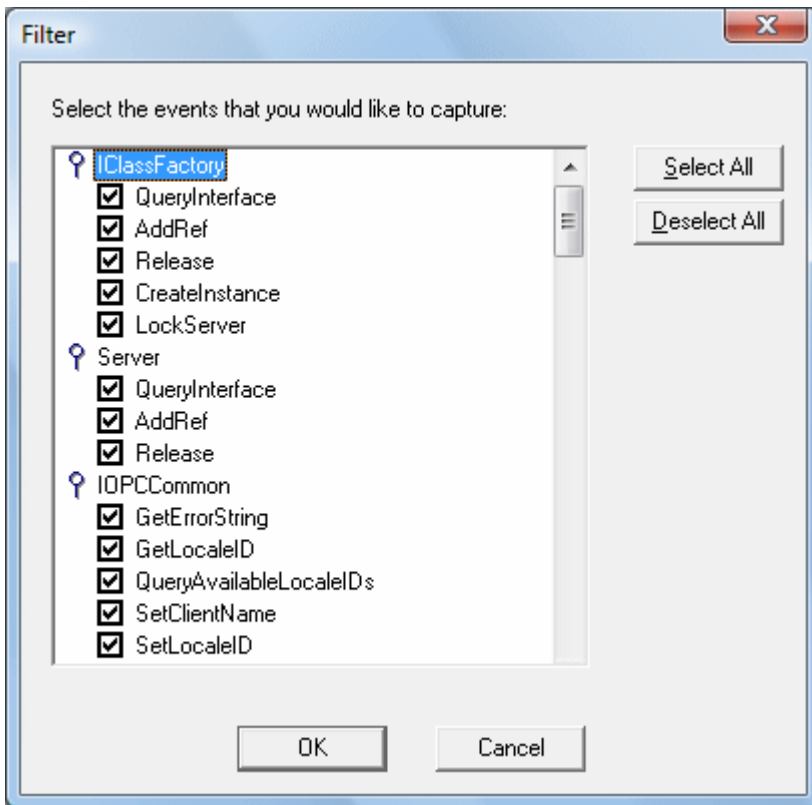 Filter
Select the events that you would like to capture:
IClassFactory
QueryInterface
AddRef
Release
CreateInstance
LockServer
Server
QueryInterface
AddRef
Release
IOPCCommon
GetErrorString
GetLocaleID
QueryAvailableLocaleIDs
SetClientName
SetLocaleID
Select All
Deselect All
OK
Cancel